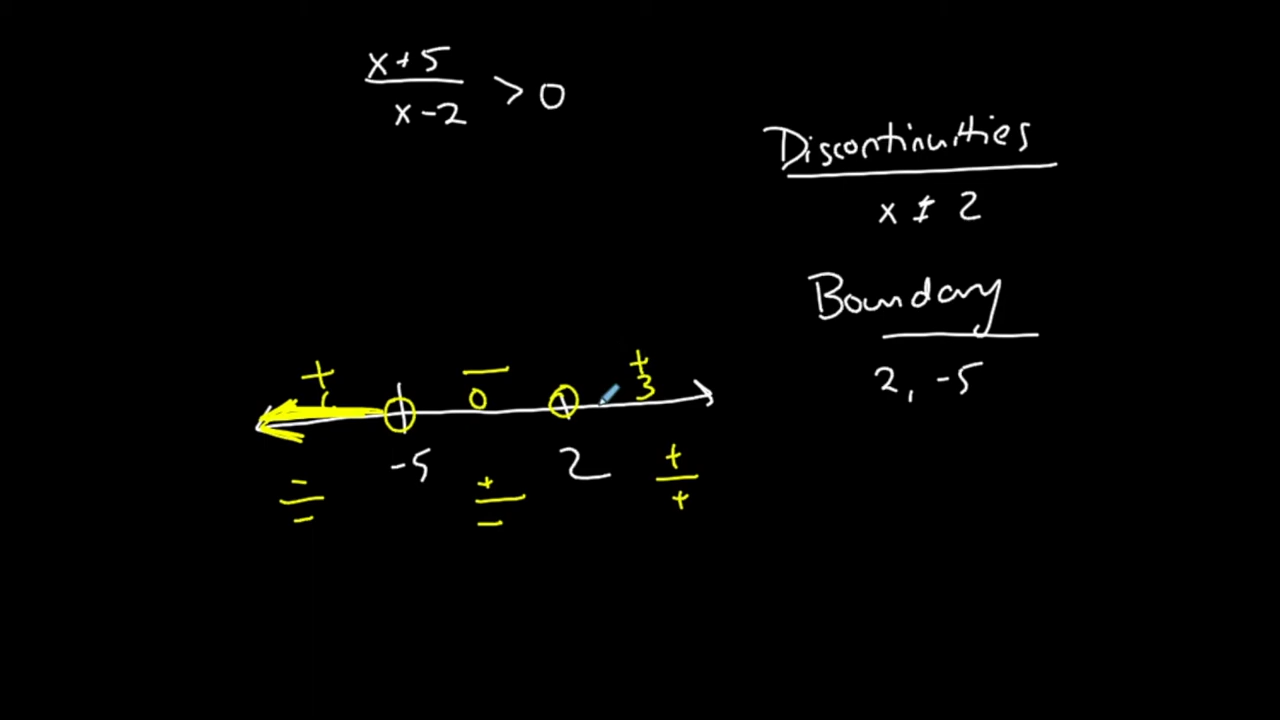 x+5
x-2 > 0
Discontinuities
x ≠ 2
Boundary
2, -5
+ — +
0 3
-5 2
- + +
- - +